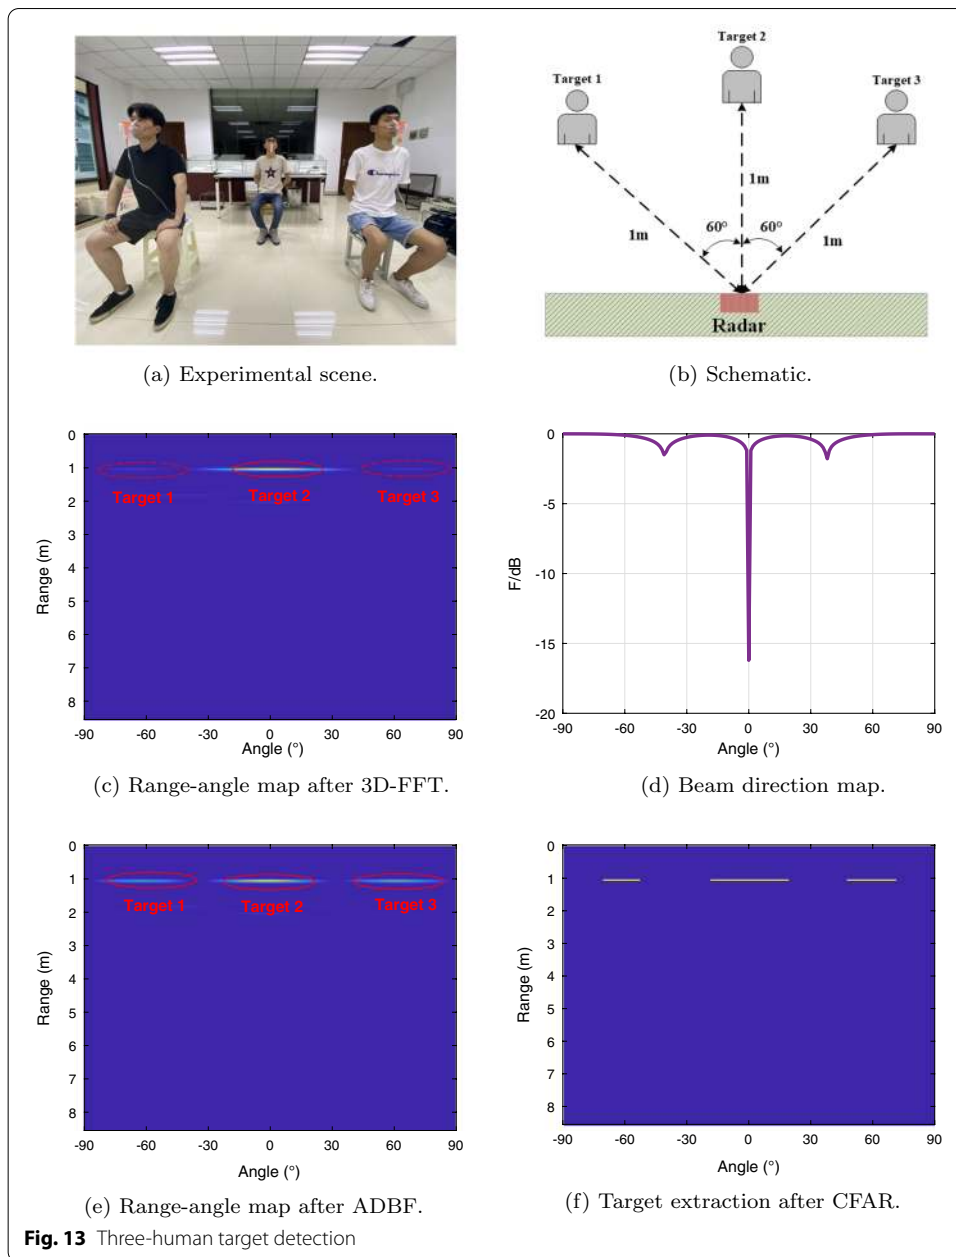 Champion
Target 1
Target 2
Target 3
1m
60°
60°
1m
1m
Radar
(a) Experimental scene.
(b) Schematic.
0
1
2
3
4
5
6
7
8
Range (m)
Target 1
Target 2
Target 3
-90 -60 -30 0 30 60 90
Angle (°)
(c) Range-angle map after 3D-FFT.
0
-5
-10
-15
-20
F/dB
-90 -60 -30 0 30 60 90
Angle (°)
(d) Beam direction map.
0
1
2
3
4
5
6
7
8
Range (m)
Target 1
Target 2
Target 3
-90 -60 -30 0 30 60 90
Angle (°)
(e) Range-angle map after ADBF.
0
1
2
3
4
5
6
7
8
Range (m)
-90 -60 -30 0 30 60 90
Angle (°)
(f) Target extraction after CFAR.
Fig. 13 Three-human target detection